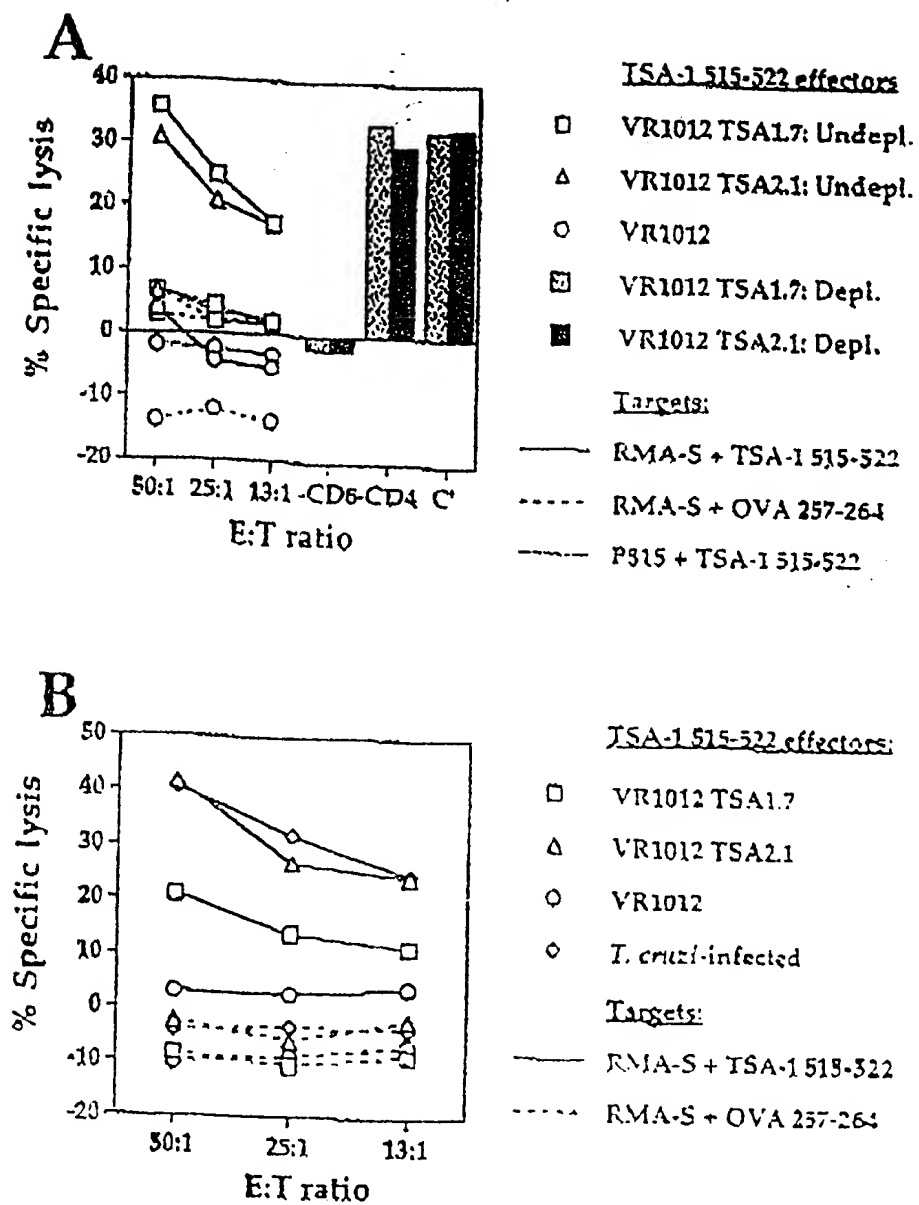 A
TSA-1 515-522 effectors
VR1012 TSA1.7: Undepl.
VR1012 TSA2.1: Undepl.
VR1012
VR1012 TSA1.7: Depl.
VR1012 TSA2.1: Depl.
Targets:
RMA-S + TSA-1 515-522
RMA-S + OVA 257-264
P815 + TSA-1 515-522
% Specific lysis
40
30
20
10
0
-10
-20
50:1 25:1 13:1 -CD8 -CD4 C'
E:T ratio
B
TSA-1 515-522 effectors:
VR1012 TSA1.7
VR1012 TSA2.1
VR1012
T. cruzi-infected
Targets:
RMA-S + TSA-1 515-522
RMA-S + OVA 257-264
% Specific lysis
50
40
30
20
10
0
-10
-20
50:1 25:1 13:1
E:T ratio